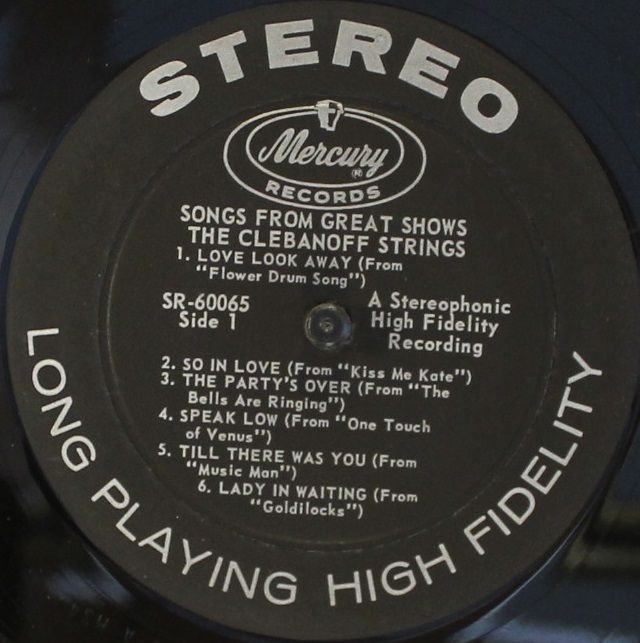 STEREO
Mercury
®
RECORDS
SONGS FROM GREAT SHOWS
THE CLEBANOFF STRINGS
1. LOVE LOOK AWAY (From
"Flower Drum Song")
SR-60065
Side 1
A Stereophonic
High Fidelity
Recording
2. SO IN LOVE (From "Kiss Me Kate")
3. THE PARTY'S OVER (From "The
Bells Are Ringing")
4. SPEAK LOW (From "One Touch
of Venus")
5. TILL THERE WAS YOU (From
"Music Man")
6. LADY IN WAITING (From
"Goldilocks")
LONG PLAYING HIGH FIDELITY